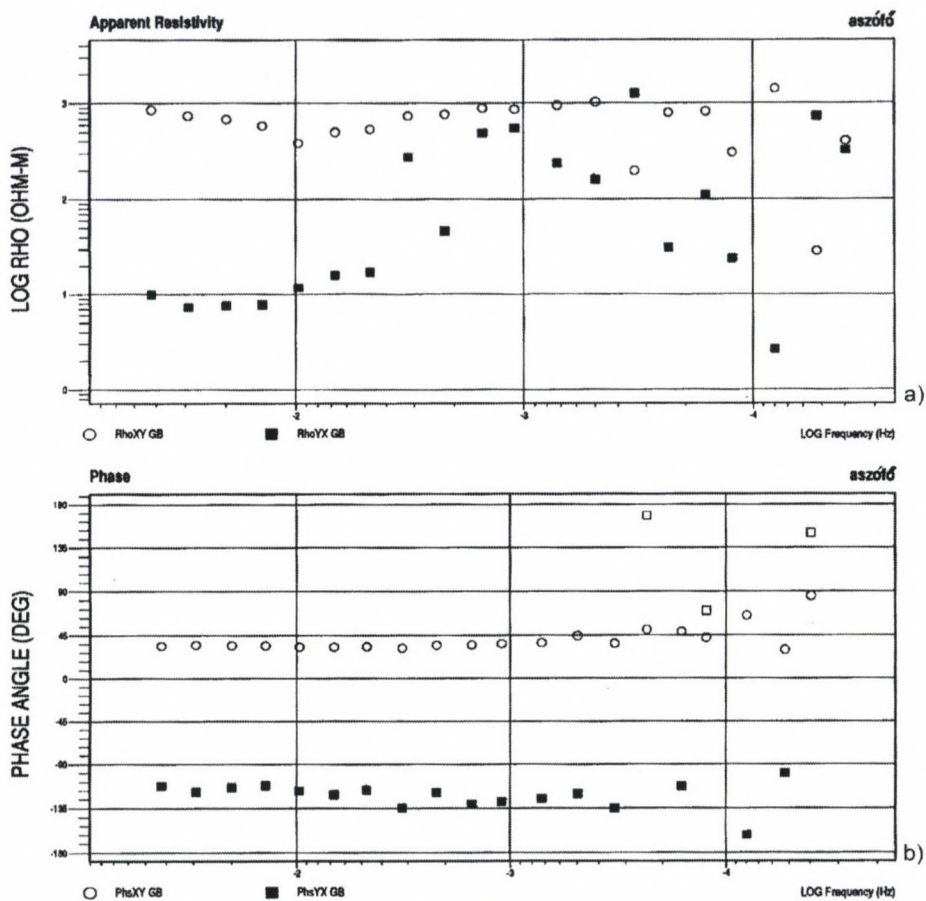 Apparent Resistivity aszófő
LOG RHO (OHM-M)
3
2
1
0
-2 -3 -4
a)
RhoXY GB RhoYX GB LOG Frequency (Hz)
Phase aszófő
PHASE ANGLE (DEG)
180
135
90
45
0
-45
-90
-135
-180
-2 -3 -4
b)
PhsXY GB PhsYX GB LOG Frequency (Hz)